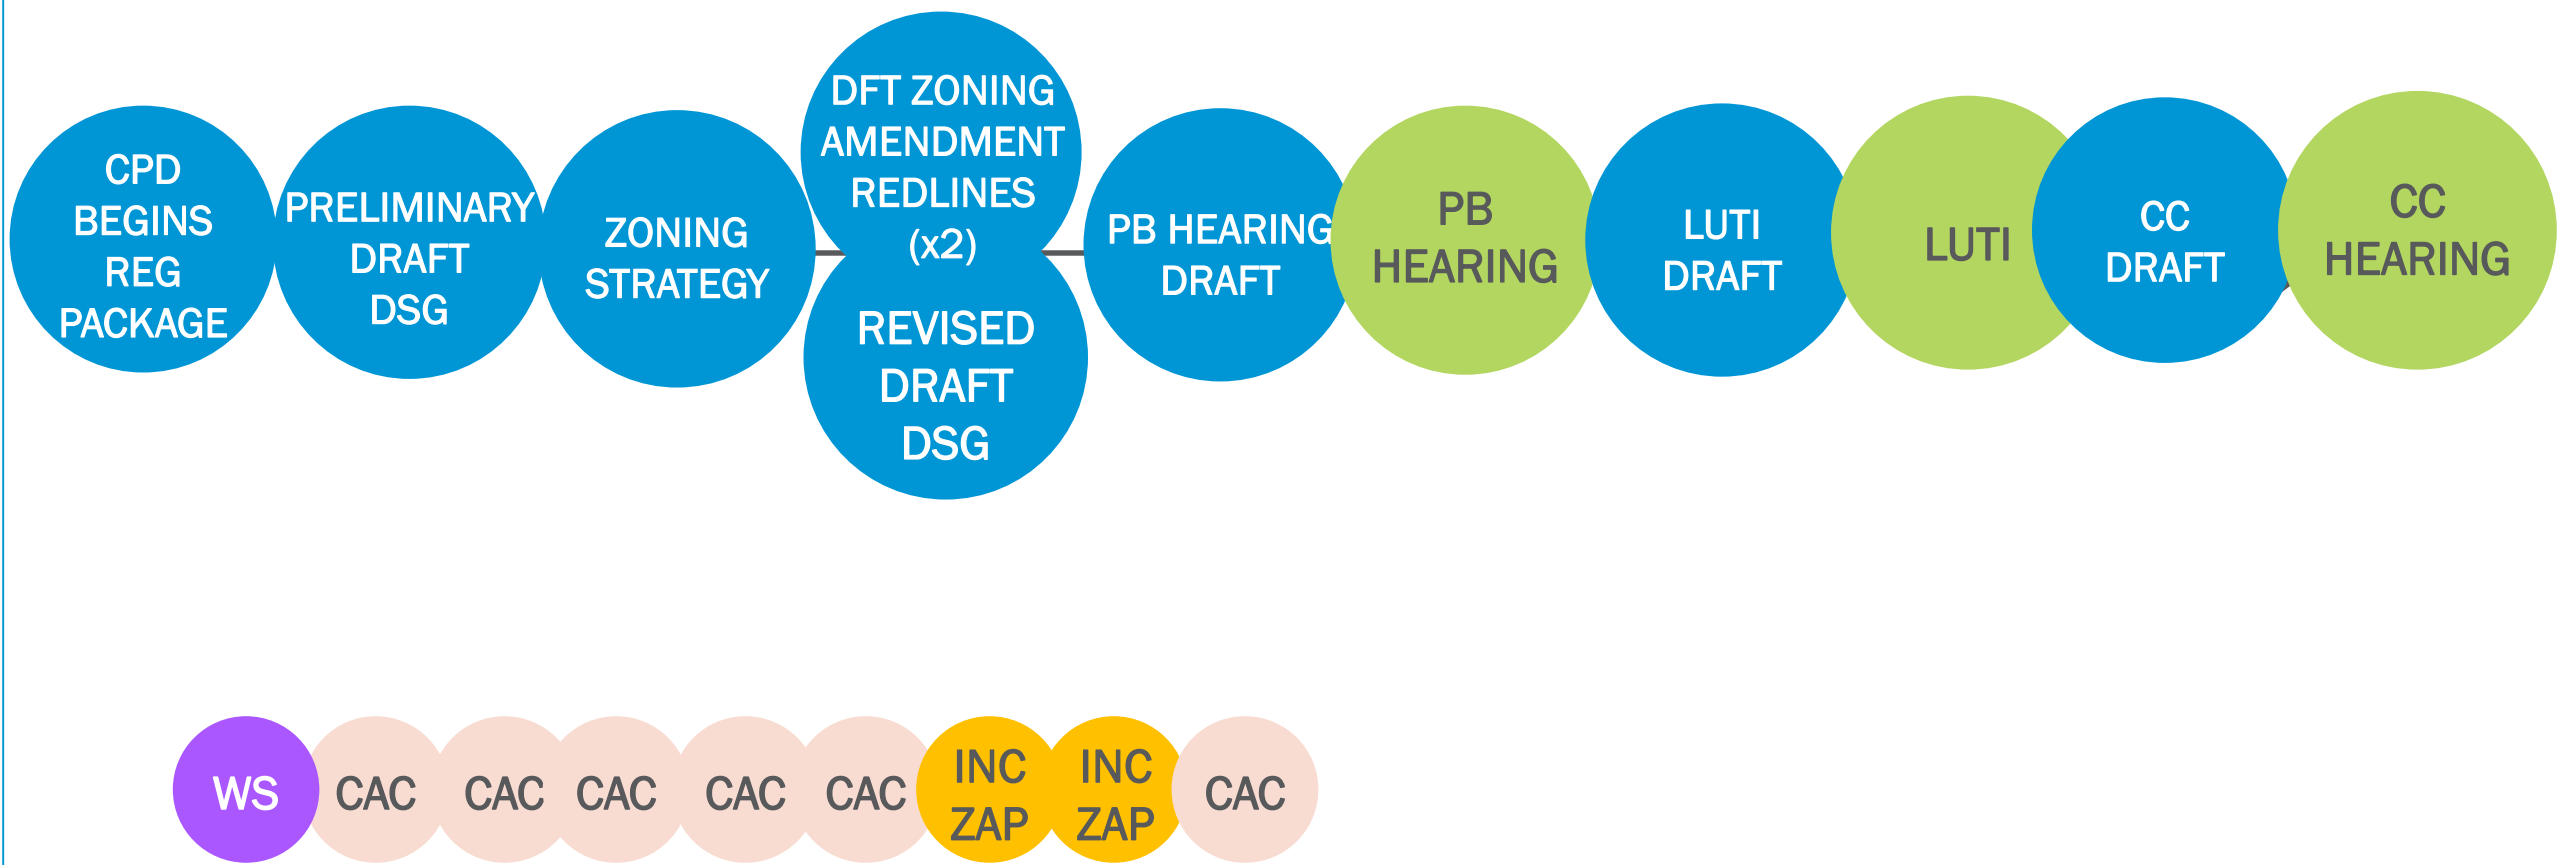 CPD
BEGINS
REG
PACKAGE
PRELIMINARY
DRAFT
DSG
ZONING
STRATEGY
DFT ZONING
AMENDMENT
REDLINES
(x2)
REVISED
DRAFT
DSG
PB HEARING
DRAFT
PB
HEARING
LUTI
DRAFT
LUTI
CC
DRAFT
CC
HEARING
WS
CAC
CAC
CAC
CAC
CAC
INC
ZAP
INC
ZAP
CAC